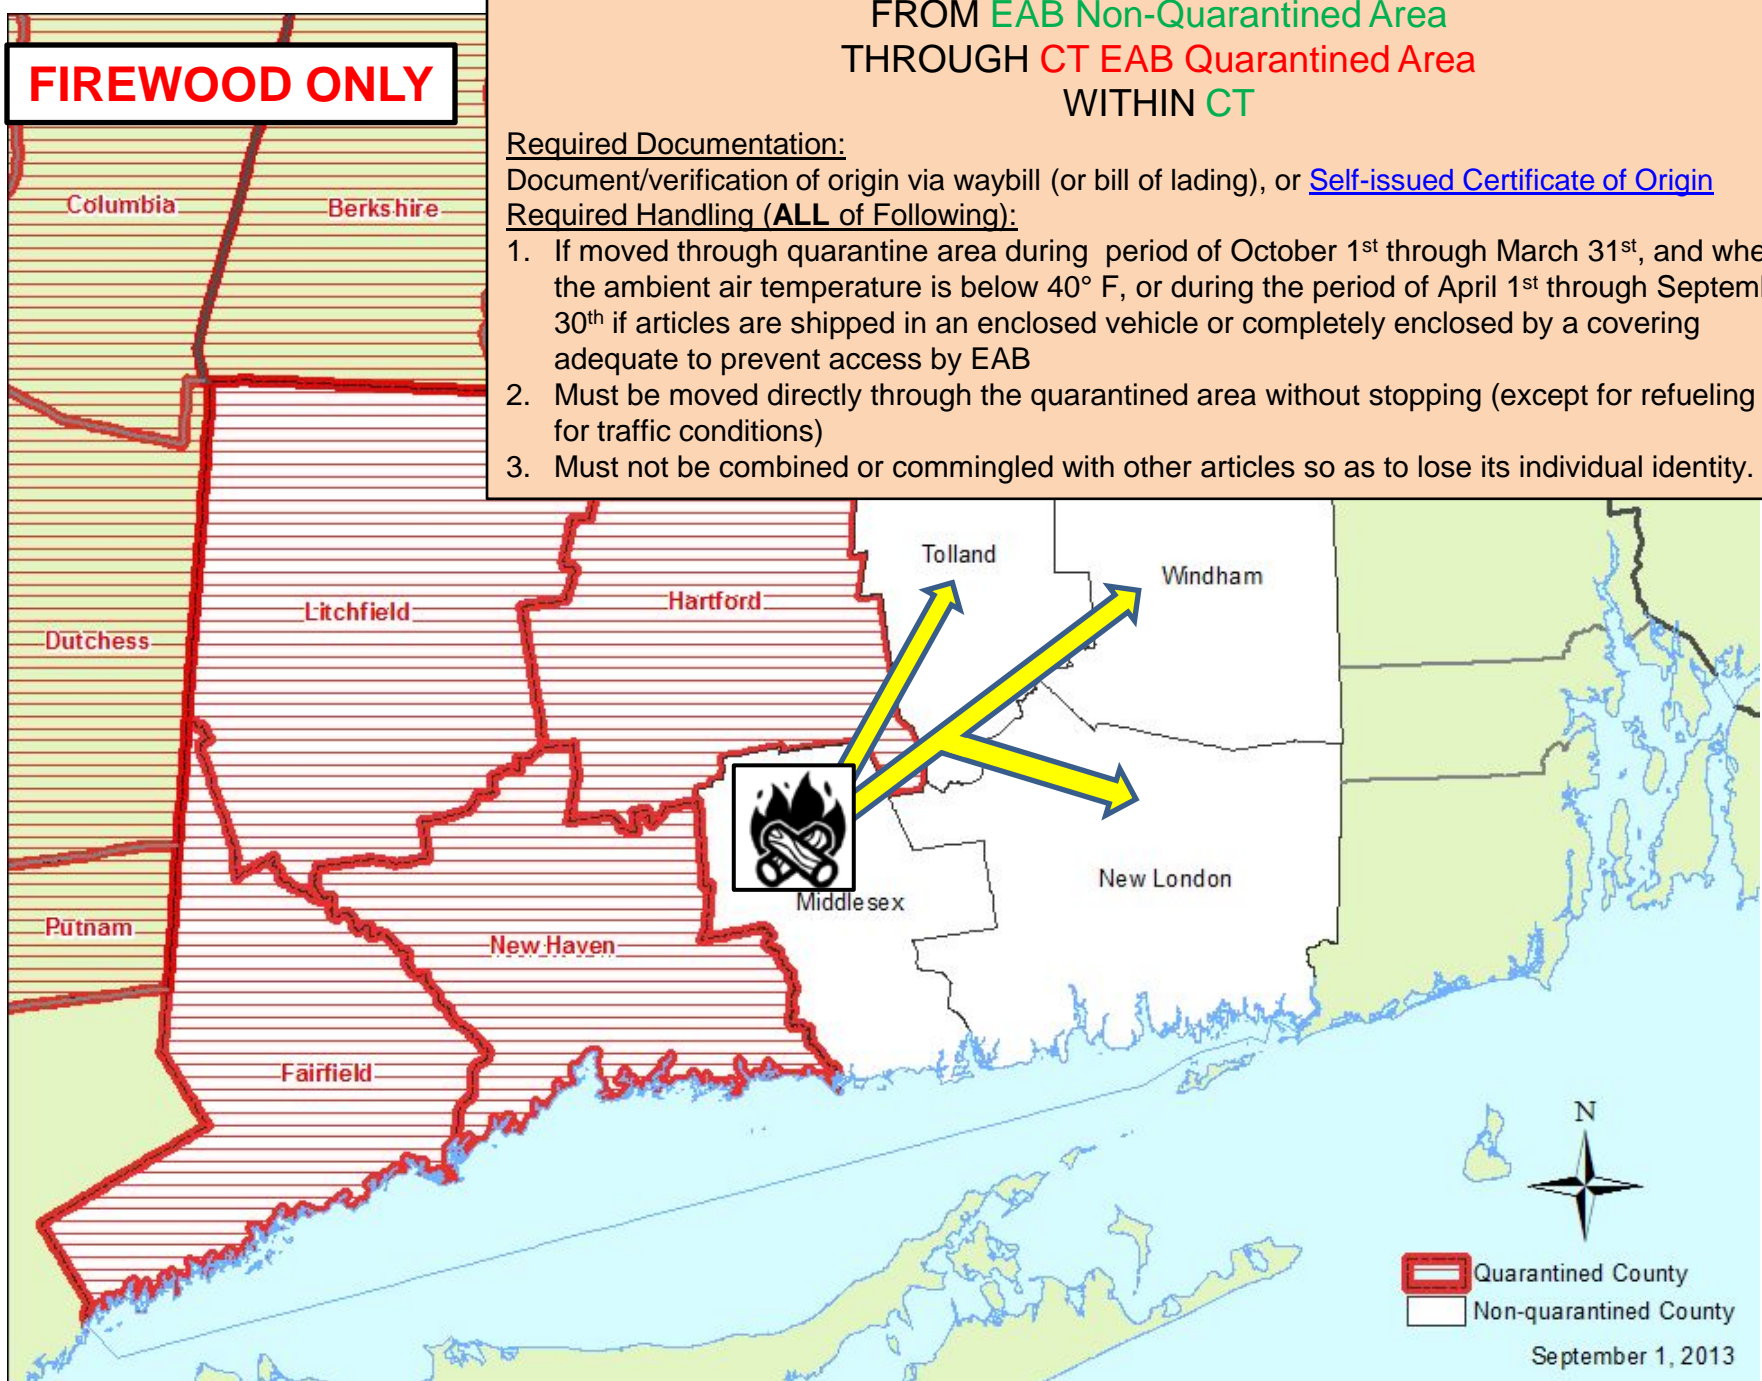 FROM EAB Non-Quarantined Area
THROUGH CT EAB Quarantined Area
WITHIN CT
FIREWOOD ONLY
Required Documentation:
Document/verification of origin via waybill (or bill of lading), or Self-issued Certificate of Origin
Required Handling (ALL of Following):
1. If moved through quarantine area during period of October 1st through March 31st, and whe
the ambient air temperature is below 40° F, or during the period of April 1st through Septemb
30th if articles are shipped in an enclosed vehicle or completely enclosed by a covering
adequate to prevent access by EAB
2. Must be moved directly through the quarantined area without stopping (except for refueling
for traffic conditions)
3. Must not be combined or commingled with other articles so as to lose its individual identity.
Columbia
Berkshire
Tolland
Windham
Litchfield
Hartford
Dutchess
New London
Middlesex
Putnam
New Haven
Fairfield
N
Quarantined County
Non-quarantined County
September 1, 2013